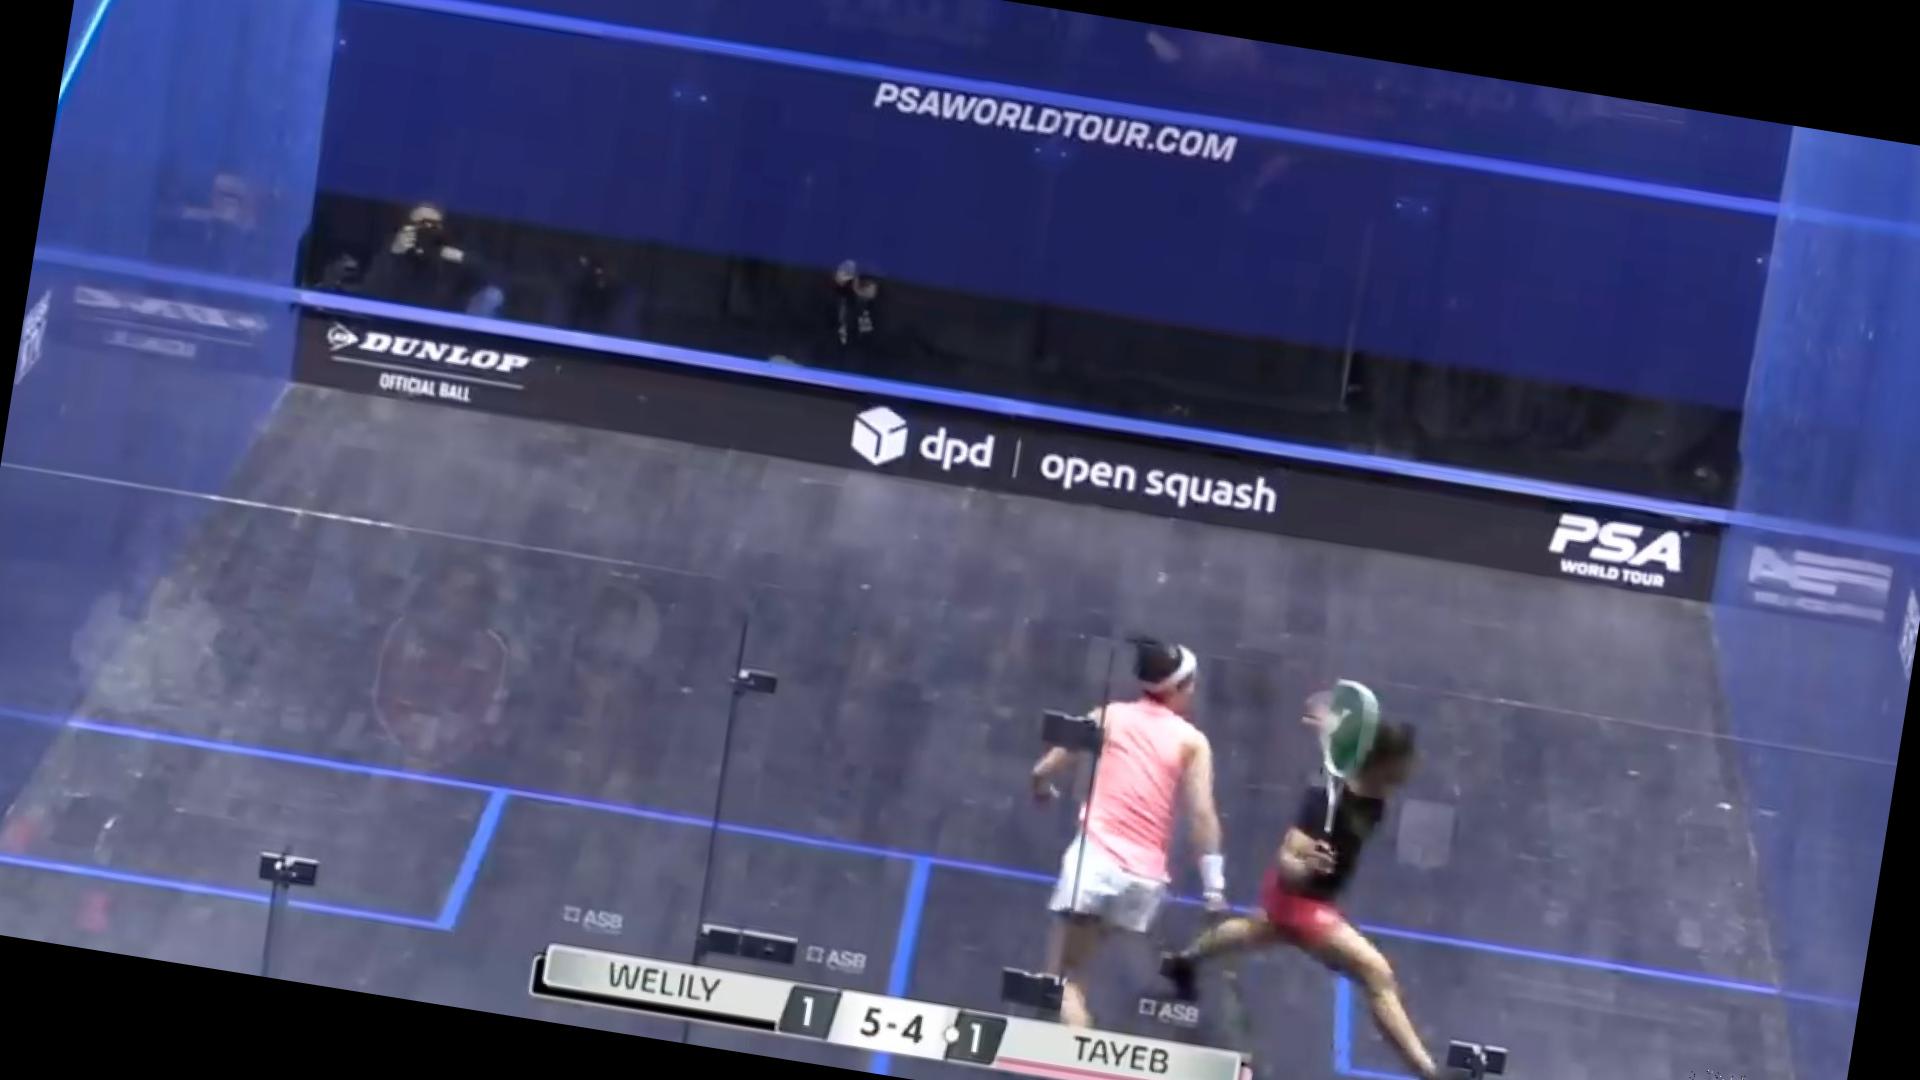 PSAWORLDTOUR.COM
DUNLOP
OFFICIAL BALL
dpd | open squash
PSA
WORLD TOUR
ASB
ASB
ASB
WELILY 1 5-4 1 TAYEB